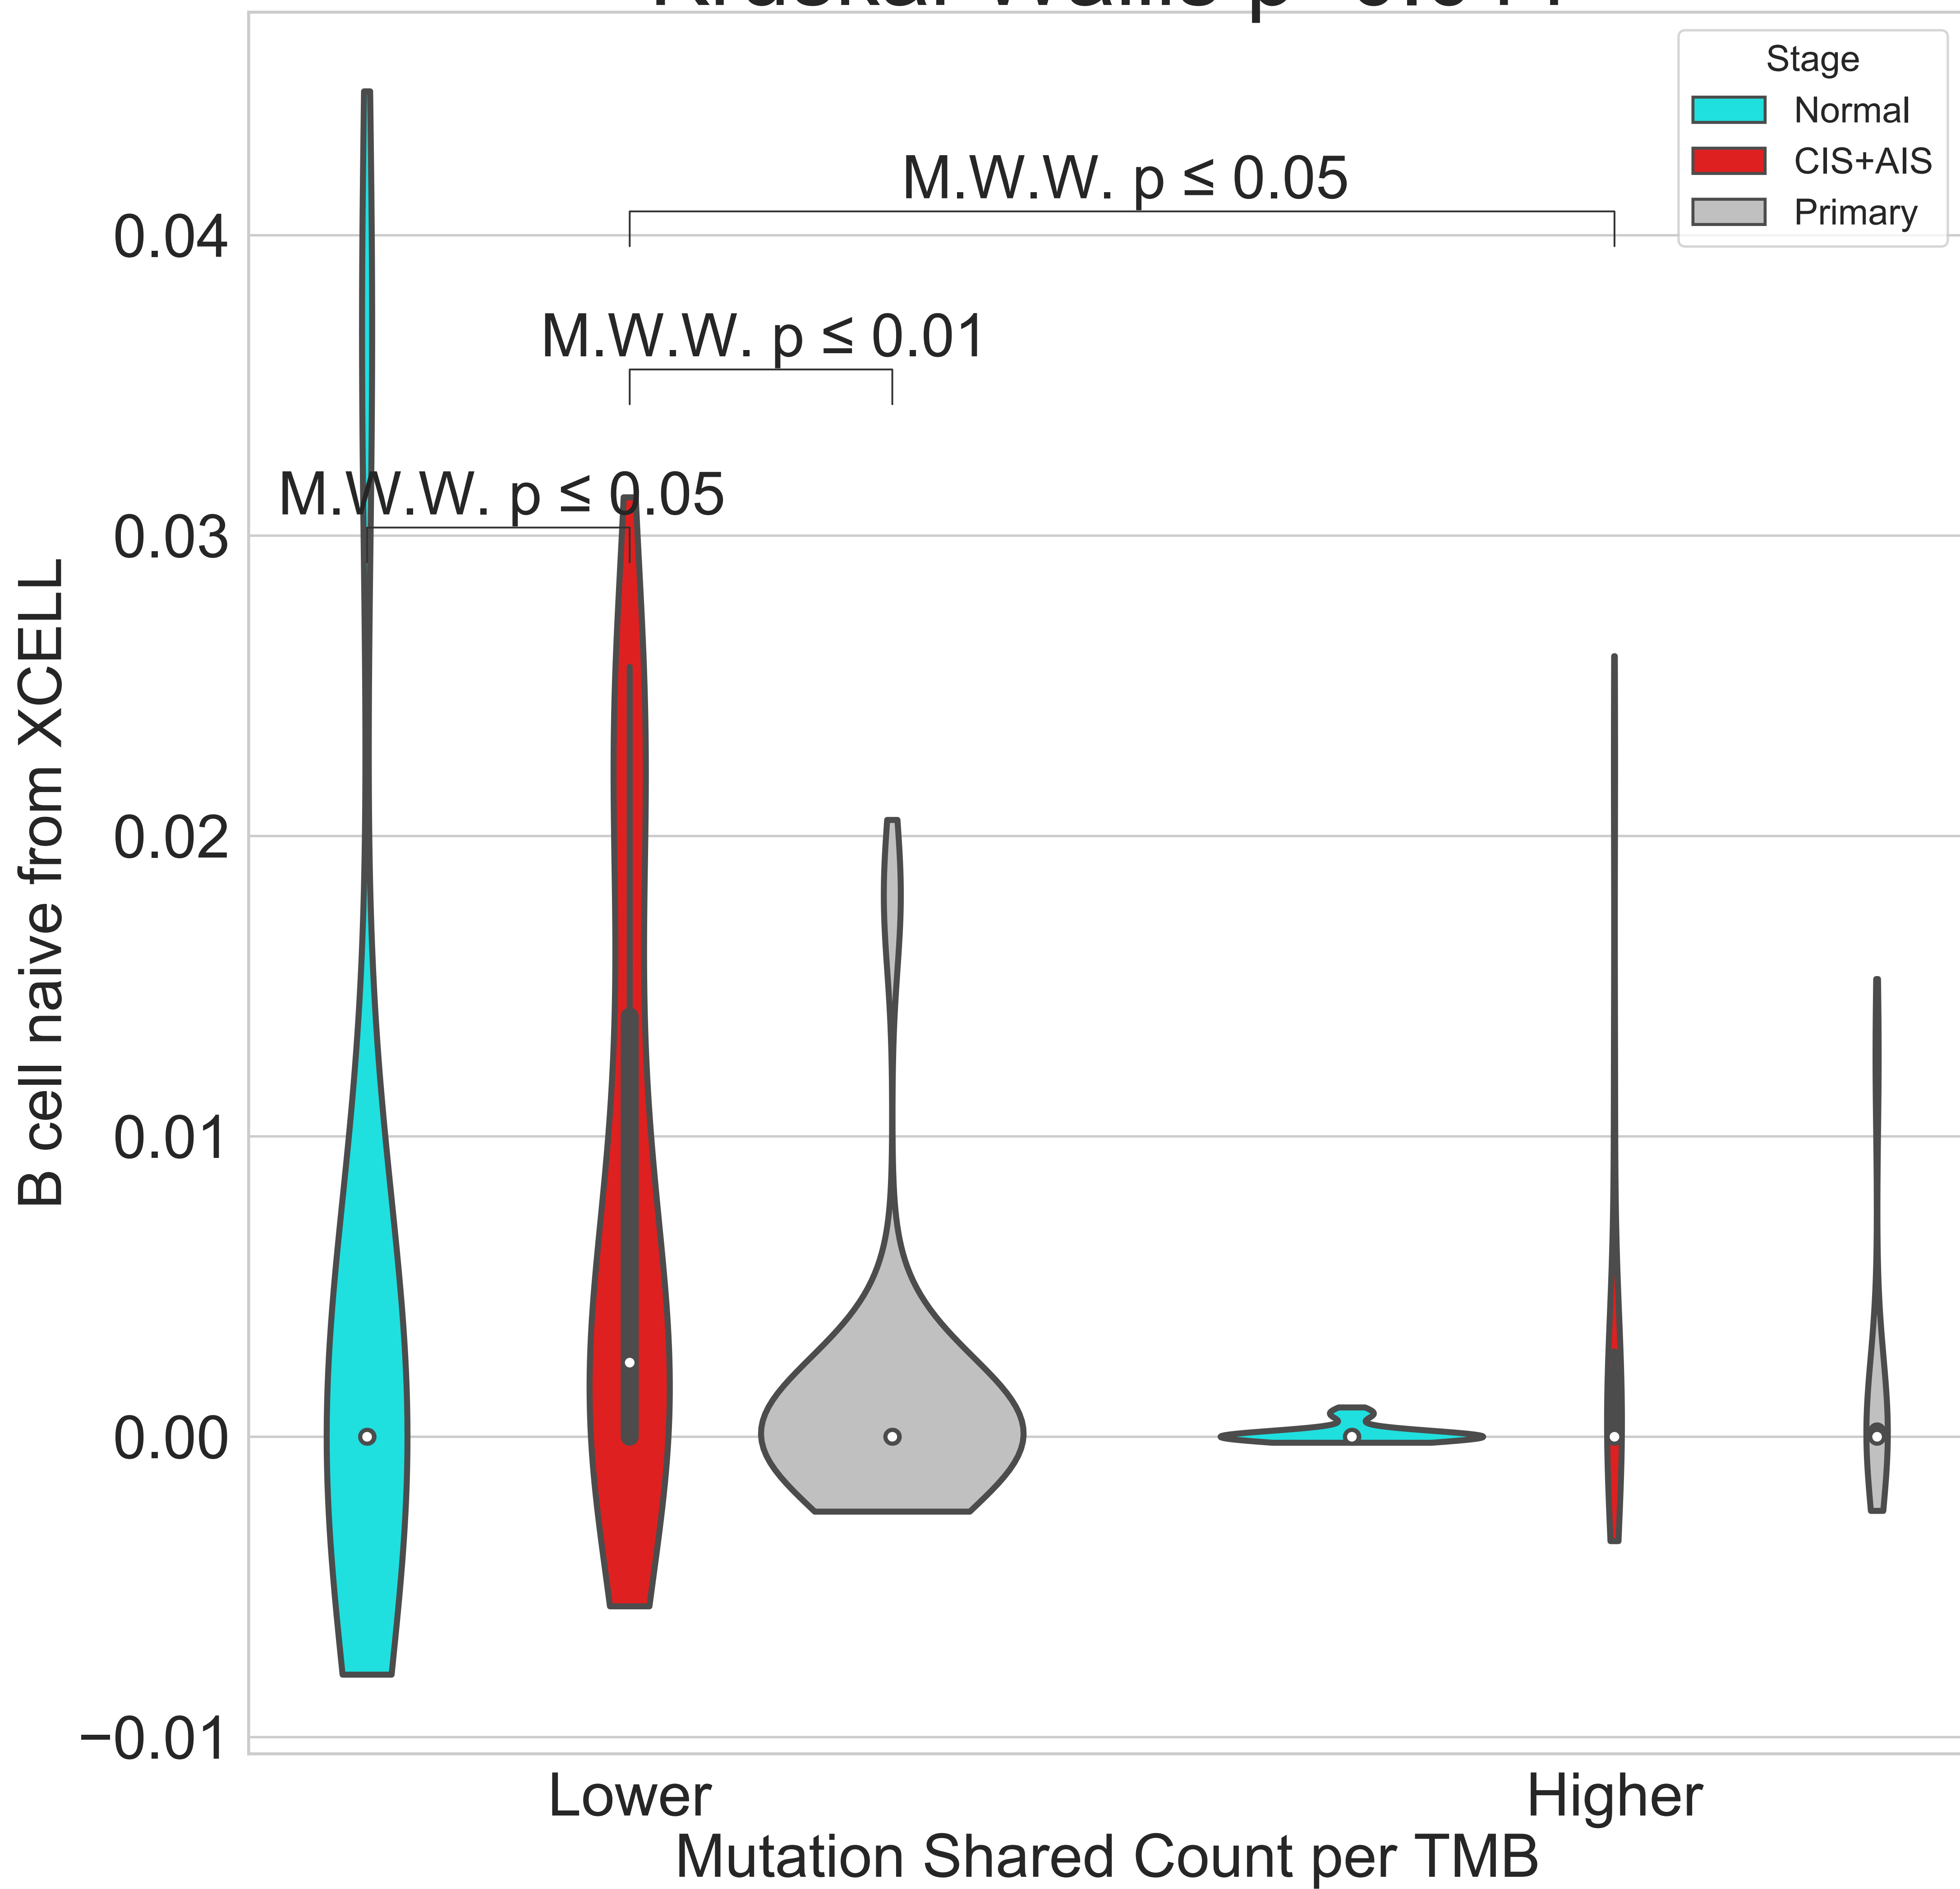 Stage
Normal
CIS+AIS
Primary
M.W.W. p ≤ 0.05
M.W.W. p ≤ 0.01
M.W.W. p ≤ 0.05
0.04
0.03
0.02
0.01
0.00
−0.01
B cell naive from XCELL
Lower
Higher
Mutation Shared Count per TMB